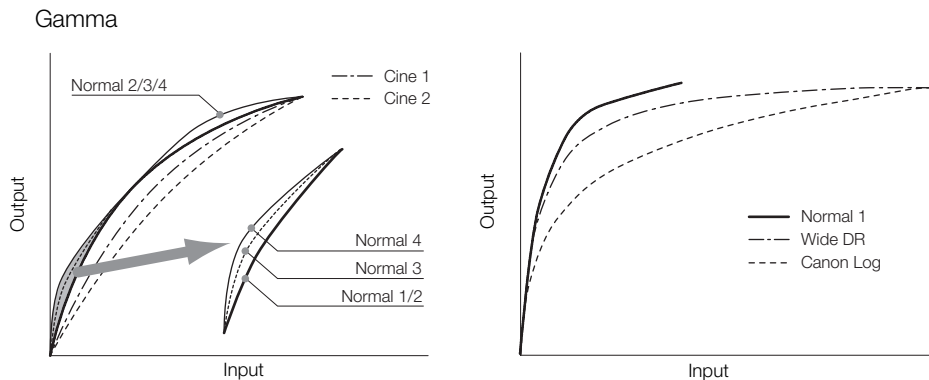 Gamma
Normal 2/3/4
Cine 1
Cine 2
Output
Normal 4
Normal 3
Normal 1/2
Input
Output
Normal 1
Wide DR
Canon Log
Input